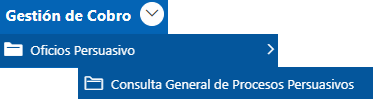 Gestión de Cobro
Oficios Persuasivo
Consulta General de Procesos Persuasivos